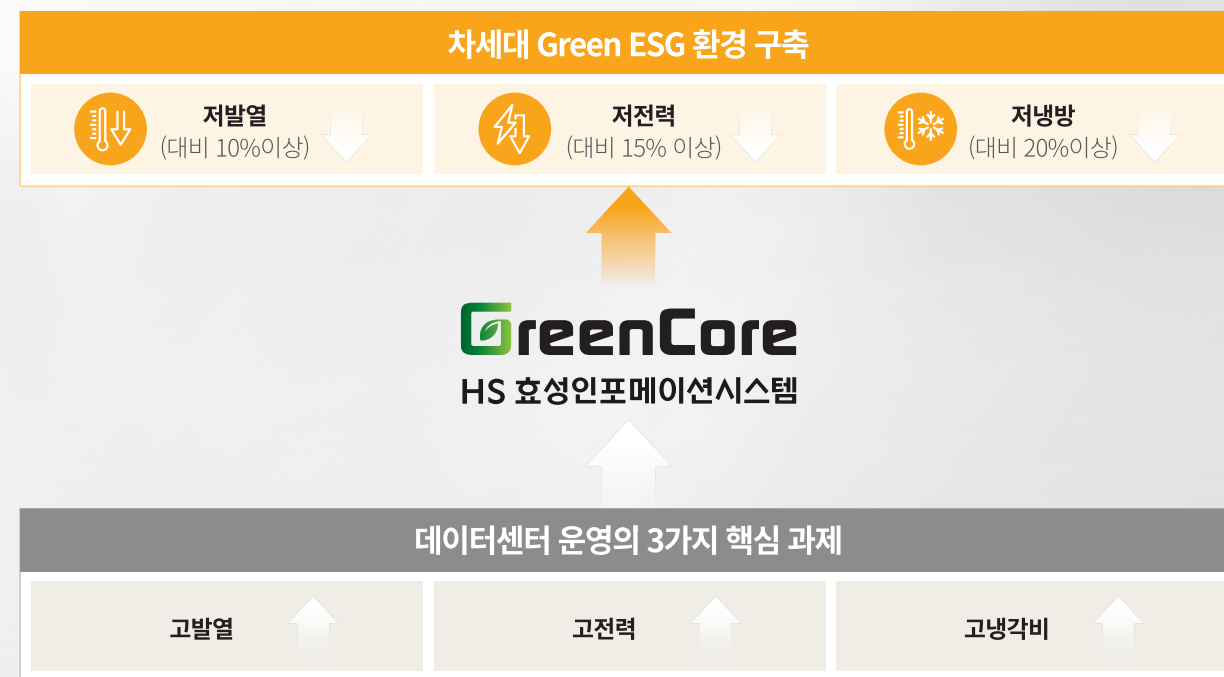 차세대 Green ESG 환경 구축
저발열
(대비 10%이상)
저전력
(대비 15% 이상)
저냉방
(대비 20%이상)
GreenCore
HS 효성인포메이션시스템
데이터센터 운영의 3가지 핵심 과제
고발열
고전력
고냉각비